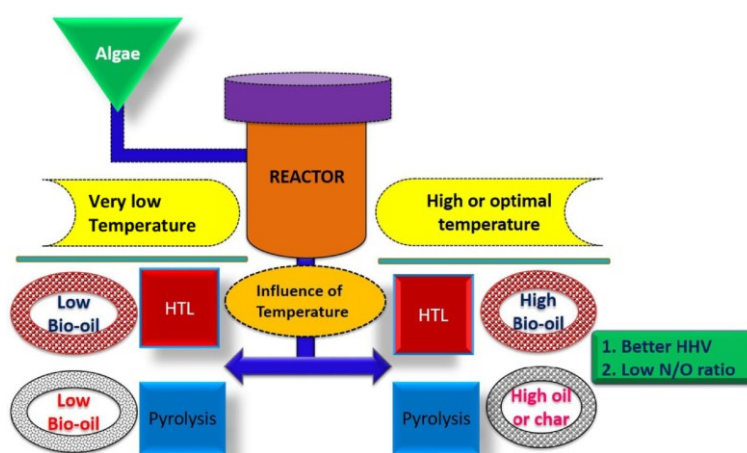 Algae
REACTOR
Very low
Temperature
High or optimal
temperature
Influence of
Temperature
Low
Bio-oil
HTL
HTL
High
Bio-oil
1. Better HHV
2. Low N/O ratio
Low
Bio-oil
Pyrolysis
Pyrolysis
High oil
or char